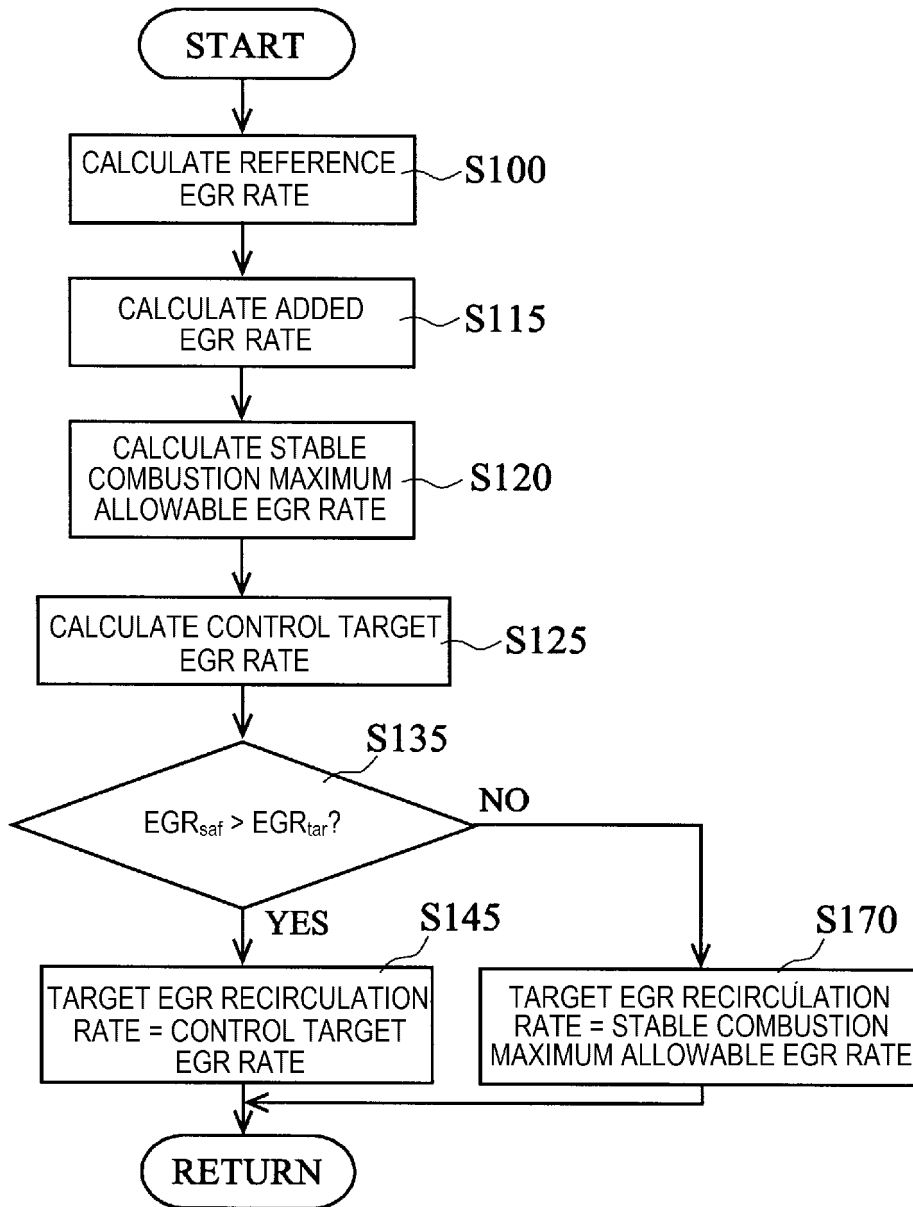 START
CALCULATE REFERENCE
EGR RATE
S100
CALCULATE ADDED
EGR RATE
S115
CALCULATE STABLE
COMBUSTION MAXIMUM
ALLOWABLE EGR RATE
S120
CALCULATE CONTROL TARGET
EGR RATE
S125
S135
EGRsaf > EGRtar?
NO
YES
S145
TARGET EGR RECIRCULATION
RATE = CONTROL TARGET
EGR RATE
S170
TARGET EGR RECIRCULATION
RATE = STABLE COMBUSTION
MAXIMUM ALLOWABLE EGR RATE
RETURN